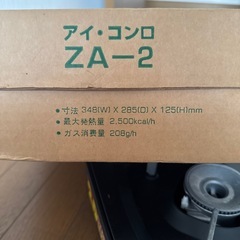 アイ・コンロ
ZA-2
• 寸法 346(W) X 285(D) X 125(H)mm
• 最大発熱量 2,500kcal/h
• ガス消費量 208g/h